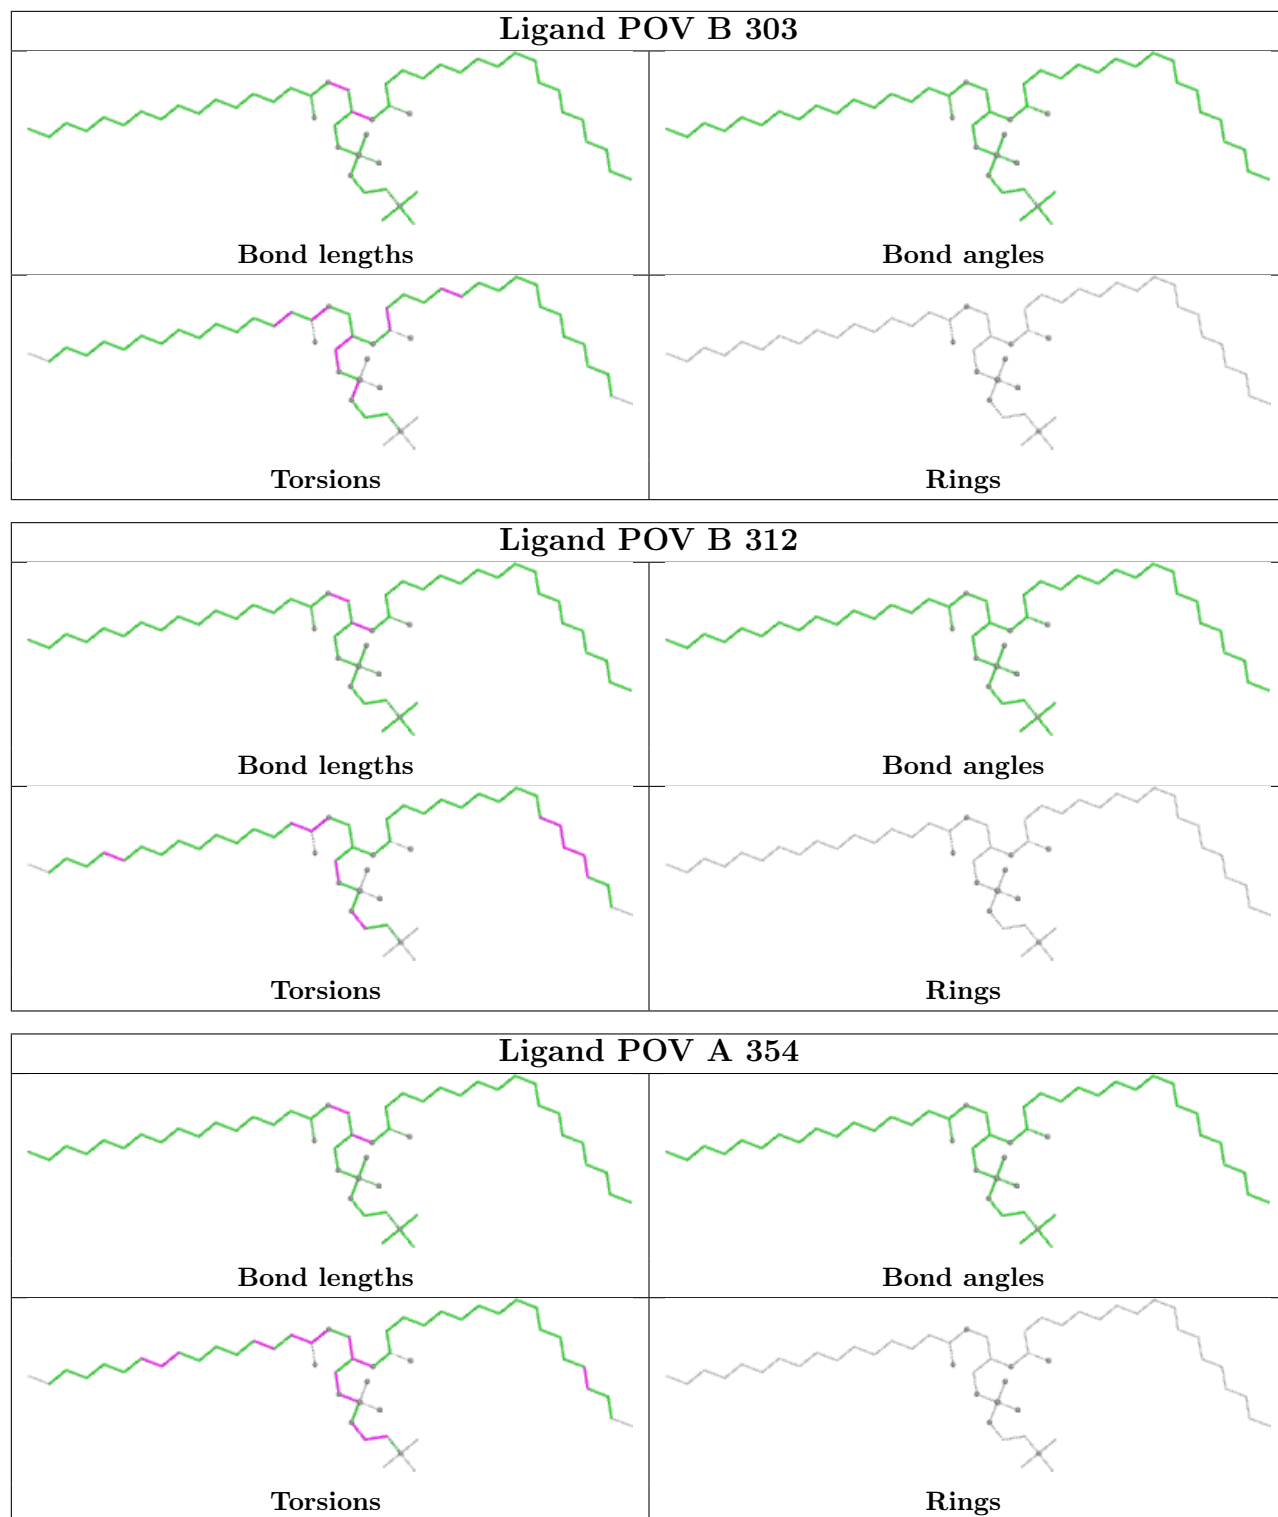 Ligand POV B 303
Bond lengths
Bond angles
Torsions
Rings
Ligand POV B 312
Bond lengths
Bond angles
Torsions
Rings
Ligand POV A 354
Bond lengths
Bond angles
Torsions
Rings